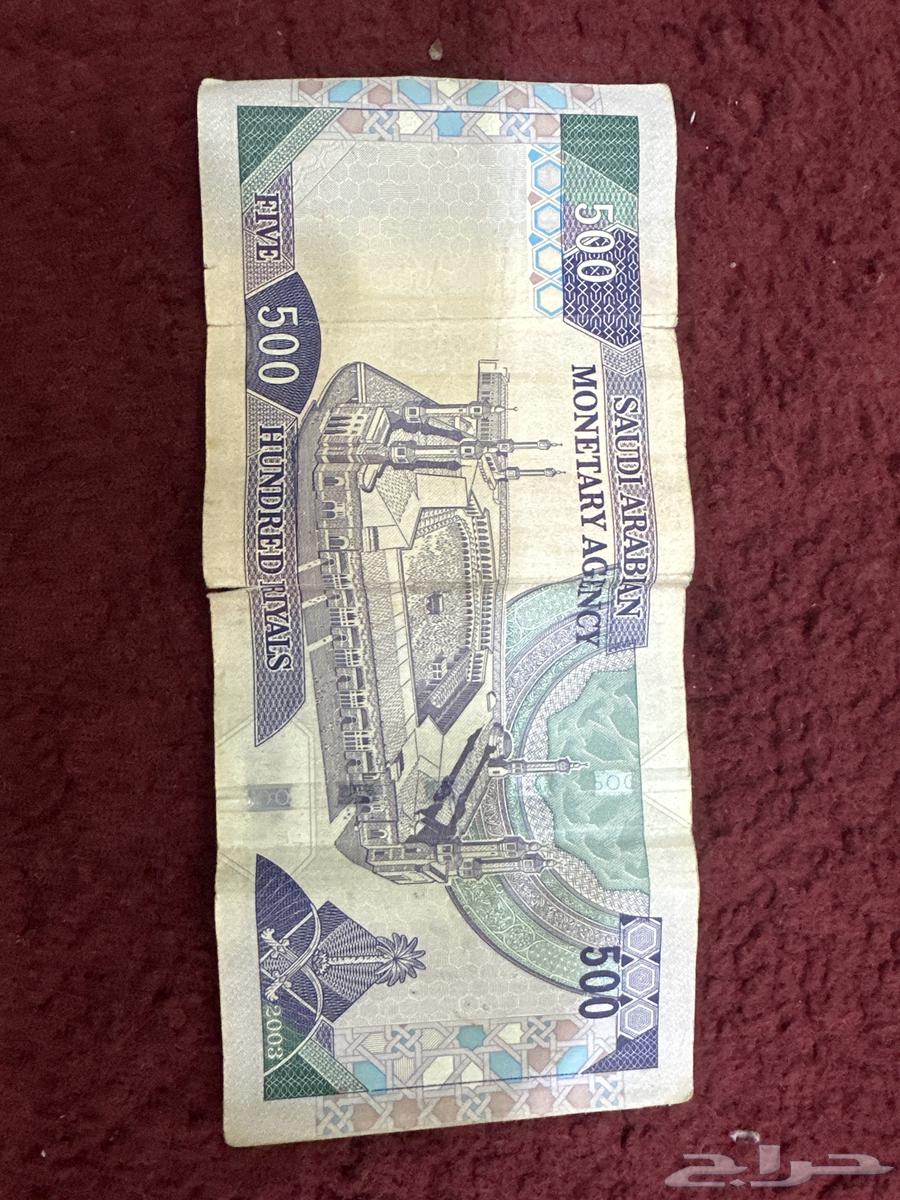 SAUDI ARABIAN
MONETARY AGENCY
500
500
FIVE
500
HUNDRED RIYALS
500
2003
حراج